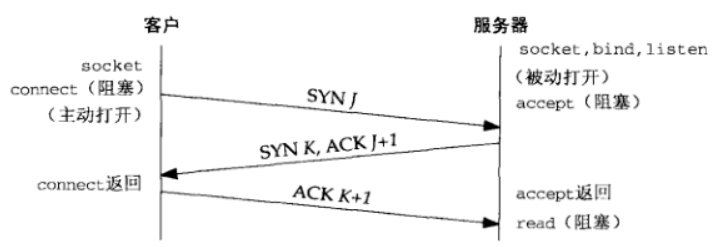 客户
服务器
socket
socket,bind,listen
connect（阻塞）
（被动打开）
（主动打开）
SYN J
accept（阻塞）
SYN K, ACK J+1
connect返回
ACK K+1
accept返回
read（阻塞）